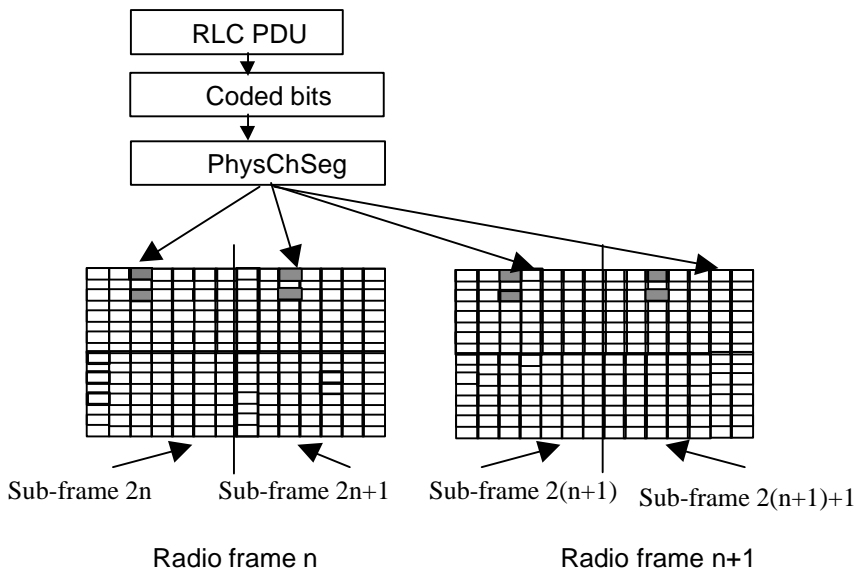 RLC PDU
Coded bits
PhysChSeg
Sub-frame 2n
Sub-frame 2n+1
Sub-frame 2(n+1)
Sub-frame 2(n+1)+1
Radio frame n
Radio frame n+1